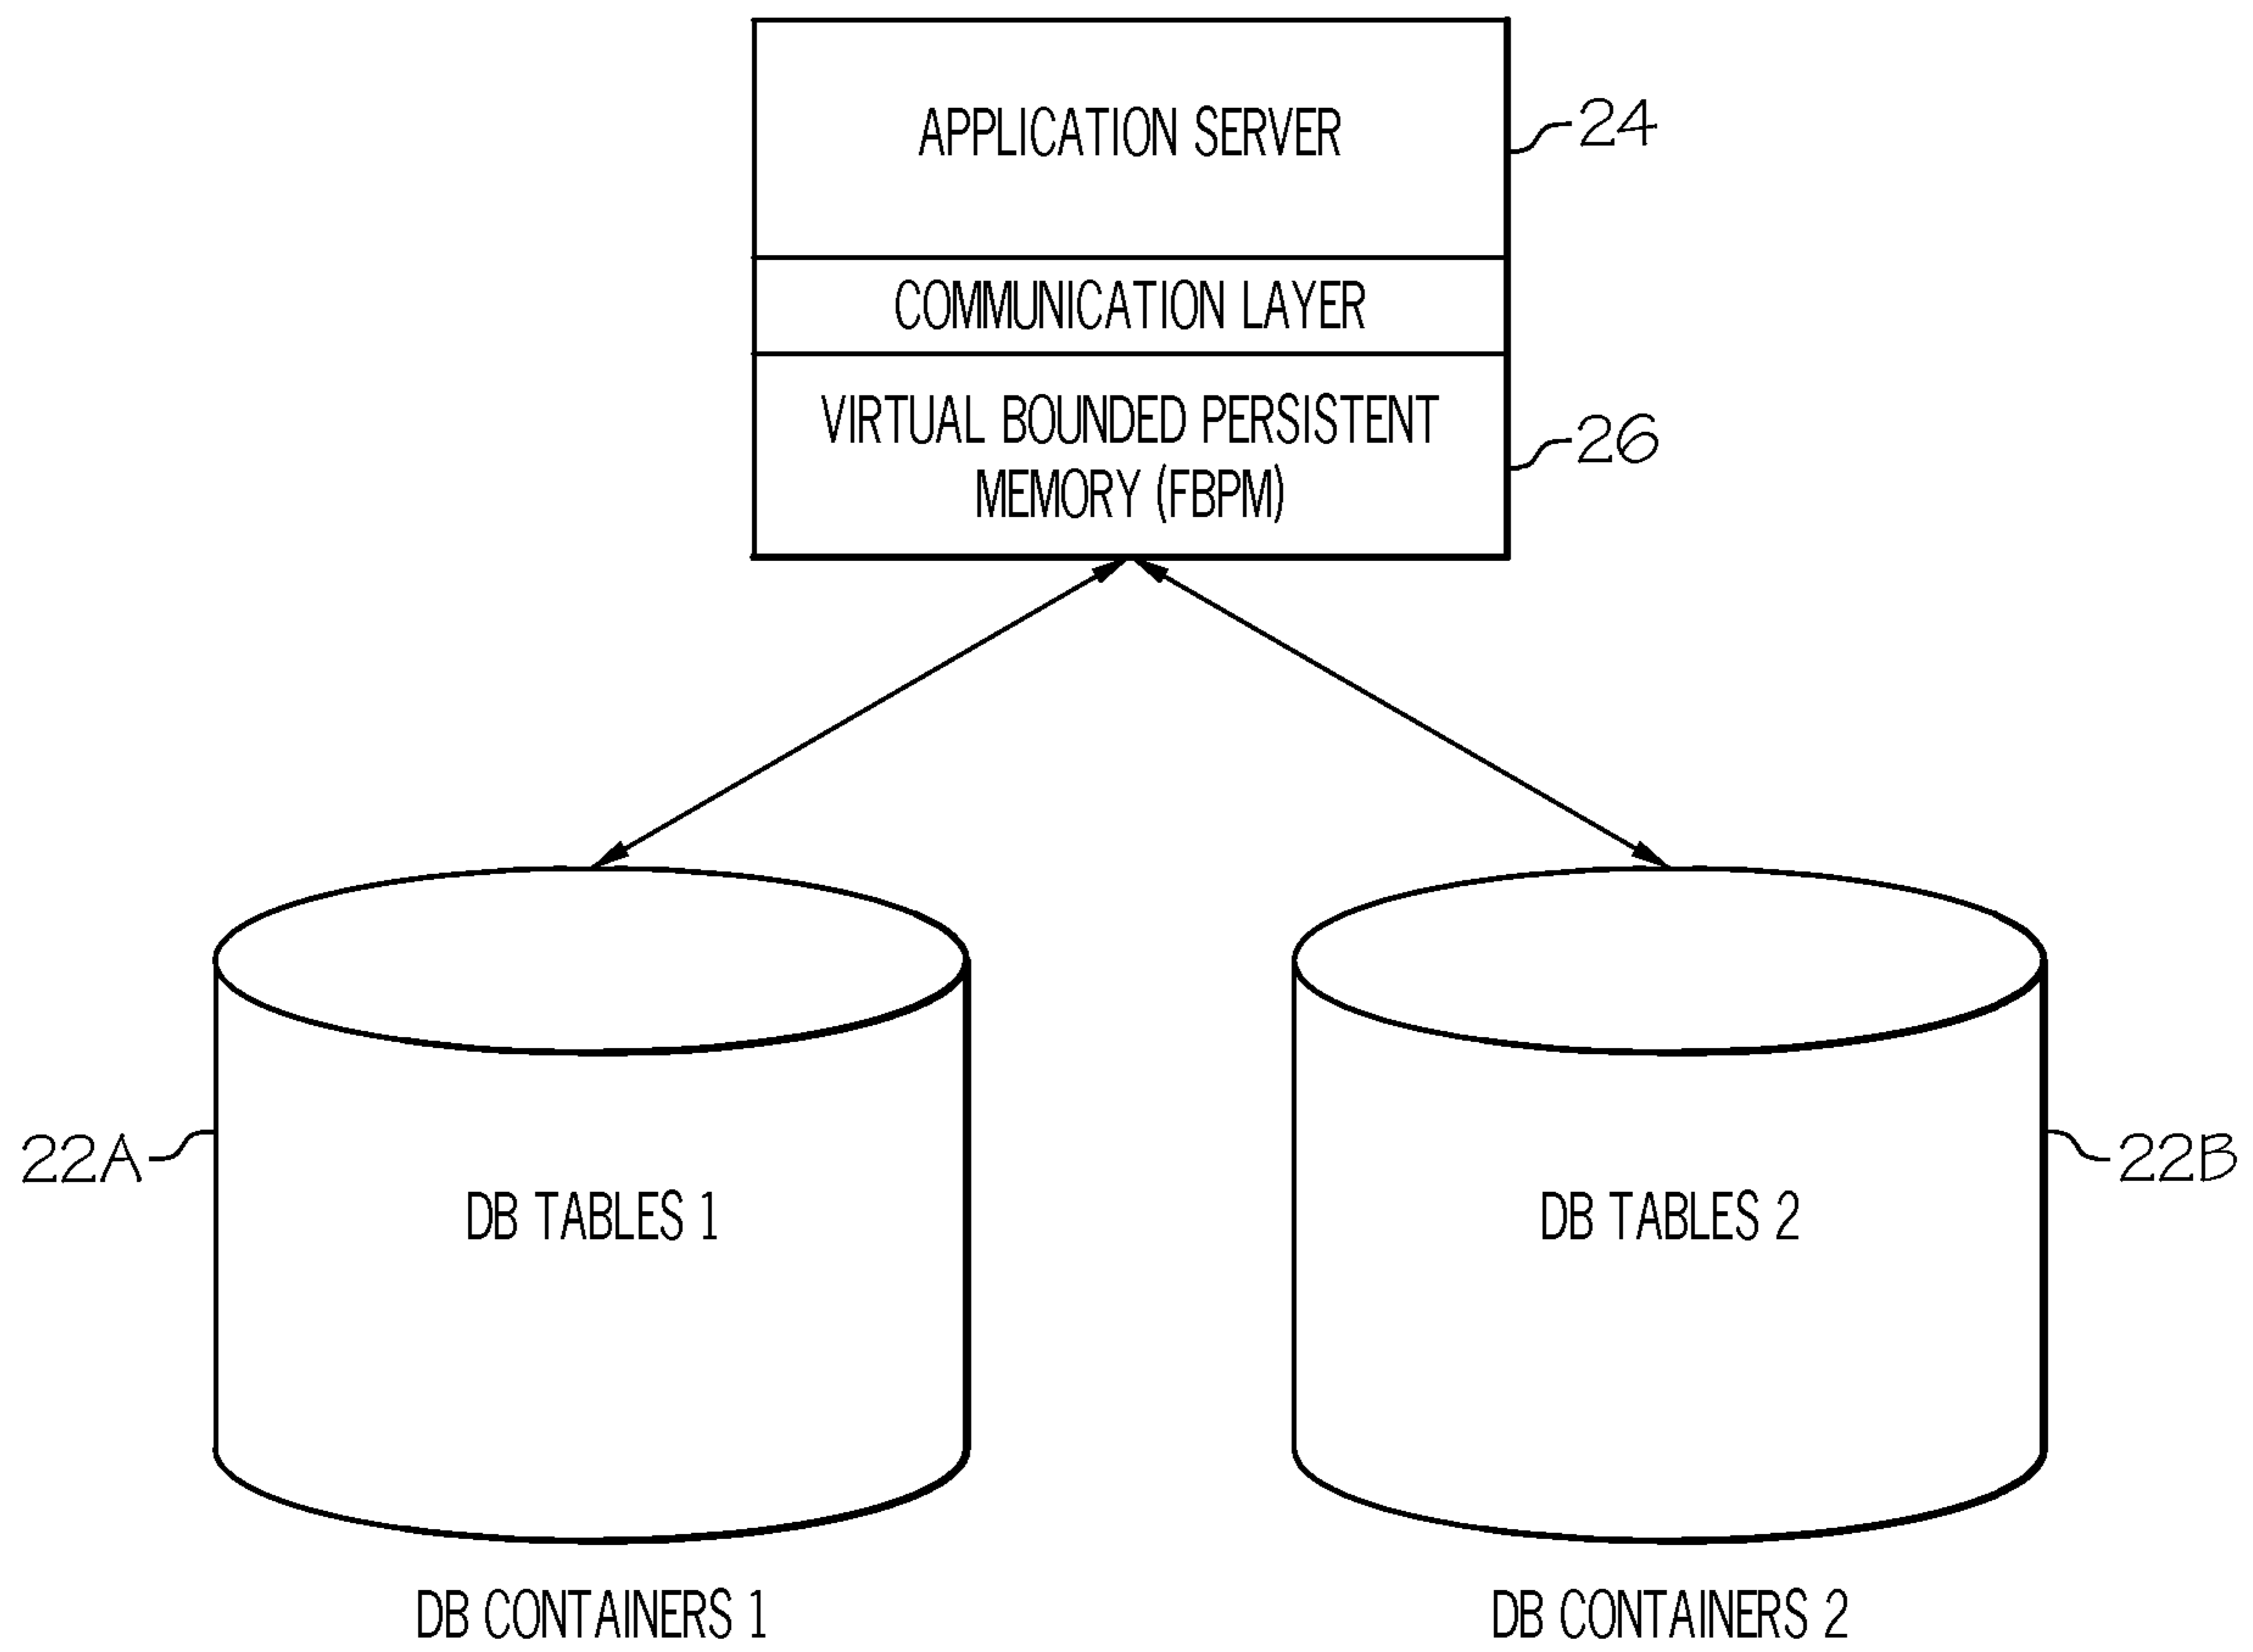 APPLICATION SERVER
24
COMMUNICATION LAYER
VIRTUAL BOUNDED PERSISTENT
MEMORY (FBPM)
26
22A
DB TABLES 1
DB TABLES 2
22B
DB CONTAINERS 1
DB CONTAINERS 2